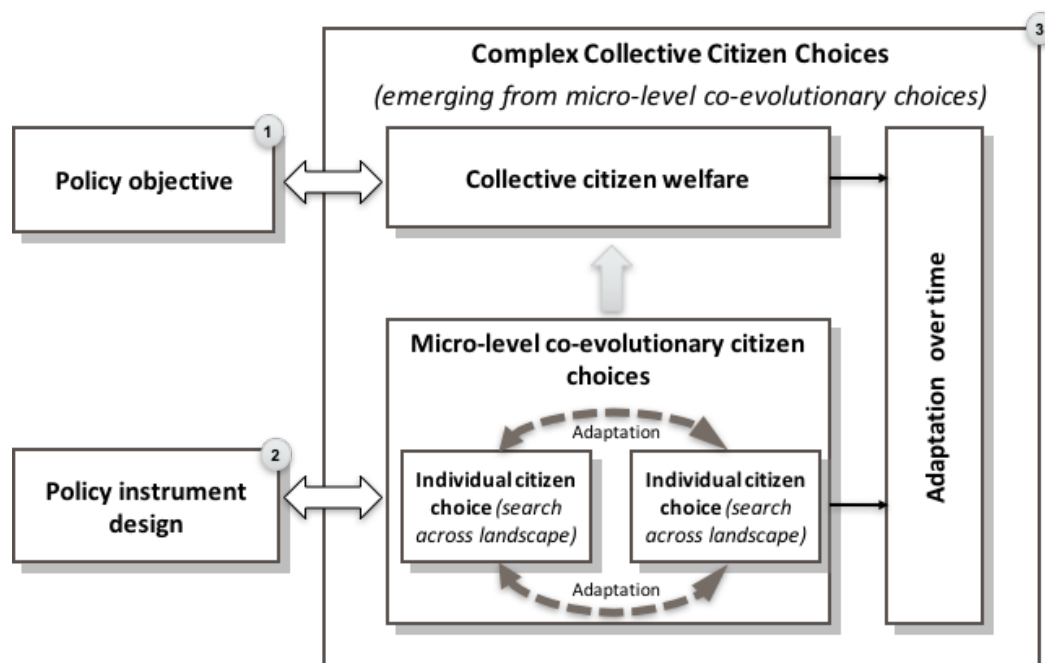 3
Complex Collective Citizen Choices
(emerging from micro-level co-evolutionary choices)
1
Policy objective
Collective citizen welfare
Micro-level co-evolutionary citizen
choices
Adaptation
2
Policy instrument
design
Individual citizen
choice (search
across landscape)
Individual citizen
choice (search
across landscape)
Adaptation
Adaptation over time